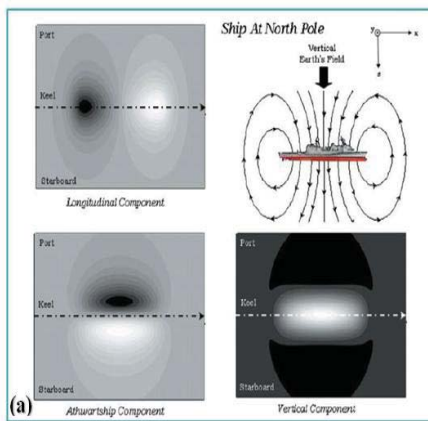 Ship At North Pole
Port
Keel
Starboard
Longitudinal Component
Vertical
Earth's Field
y
x
z
Port
Keel
Starboard
Athwartship Component
Port
Keel
Starboard
Vertical Component
(a)